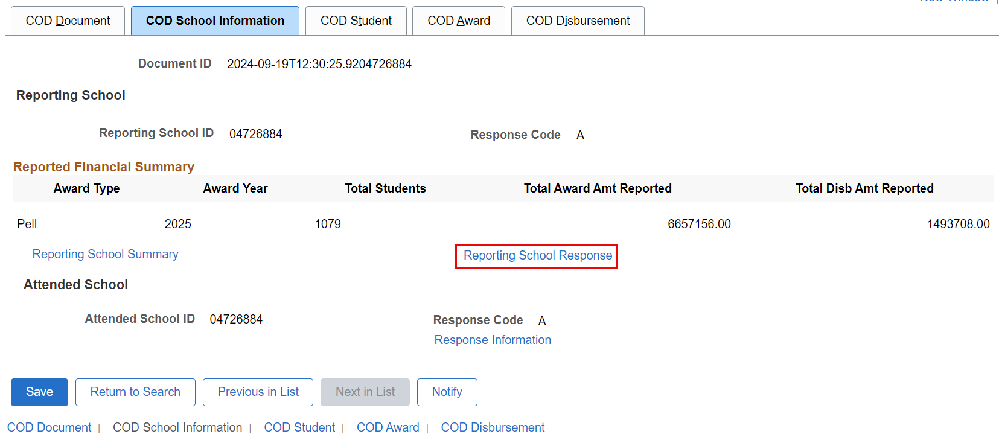 New Window |
COD Document COD School Information COD Student COD Award COD Disbursement
Document ID 2024-09-19T12:30:25.9204726884
Reporting School
Reporting School ID 04726884 Response Code A
Reported Financial Summary
Award Type Award Year Total Students Total Award Amt Reported Total Disb Amt Reported
Pell 2025 1079 6657156.00 1493708.00
Reporting School Summary Reporting School Response
Attended School
Attended School ID 04726884 Response Code A
Response Information
Save Return to Search Previous in List Next in List Notify
COD Document | COD School Information | COD Student | COD Award | COD Disbursement